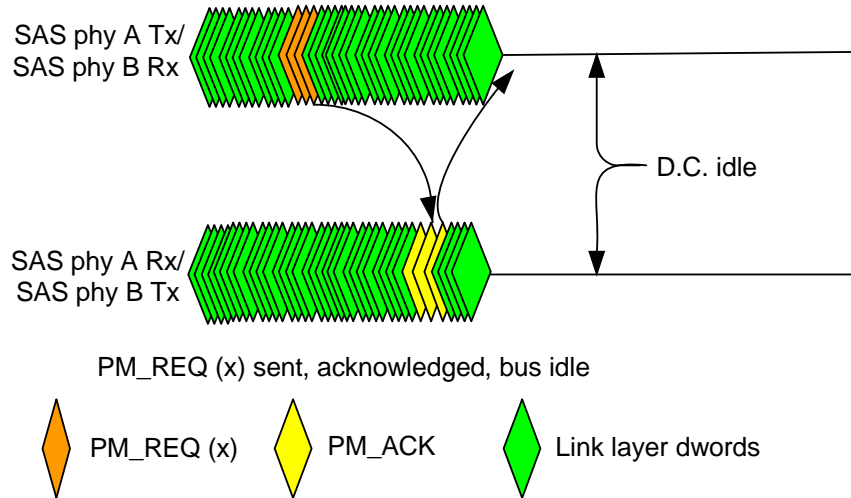 SAS phy A Tx/
SAS phy B Rx
D.C. idle
SAS phy A Rx/
SAS phy B Tx
PM_REQ (x) sent, acknowledged, bus idle
PM_REQ (x)
PM_ACK
Link layer dwords